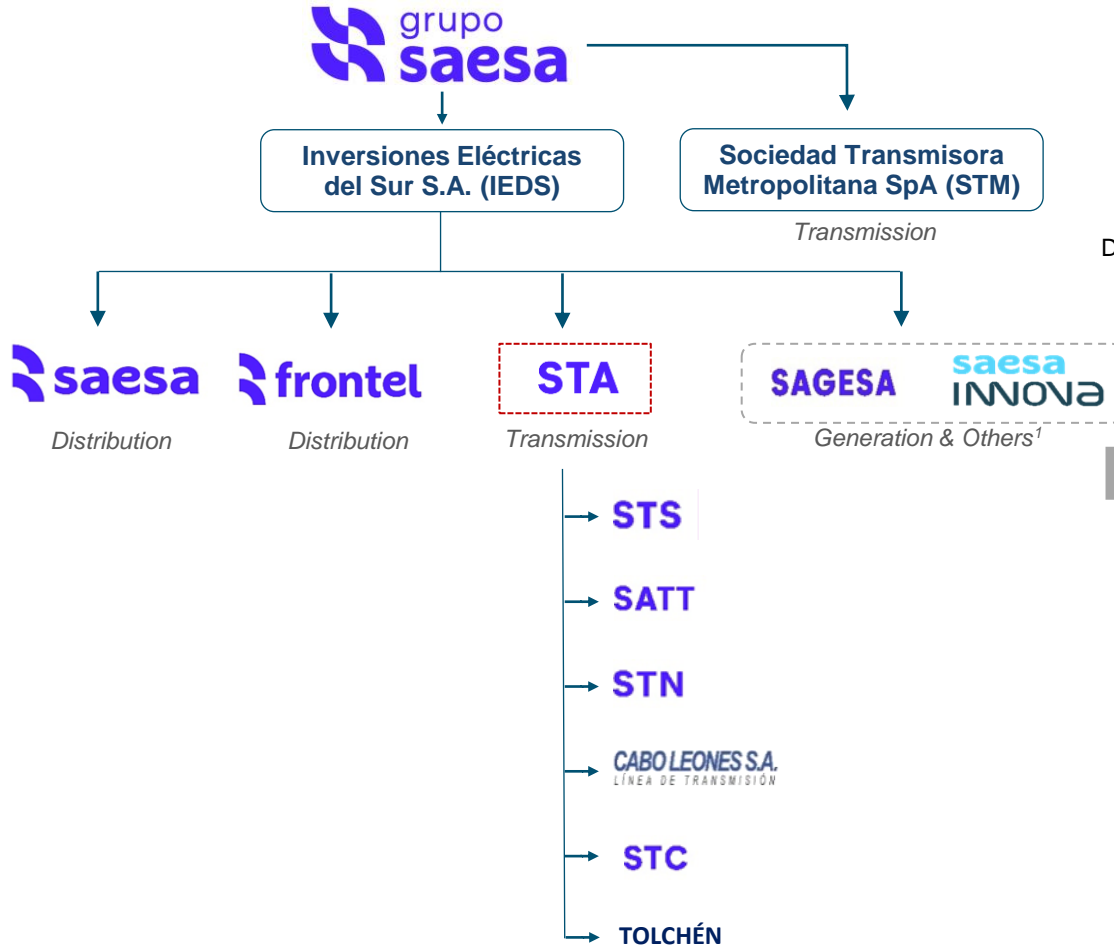 grupo
saesa
Inversiones Eléctricas
del Sur S.A. (IEDS)
Sociedad Transmisora
Metropolitana SpA (STM)
Transmission
D
saesa
frontel
STA
SAGESA
saesa
INNOVA
Distribution
Distribution
Transmission
Generation & Others¹
STS
SATT
STN
CABO LEONES S.A.
LÍNEA DE TRANSMISIÓN
STC
TOLCHÉN